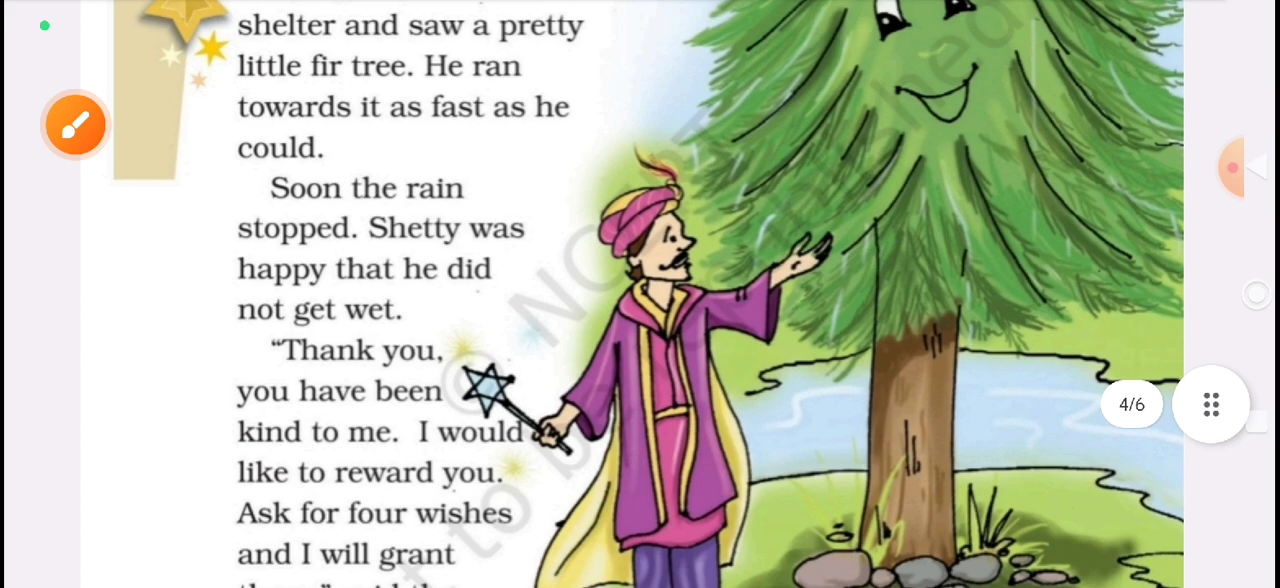 shelter and saw a pretty
little fir tree. He ran
towards it as fast as he
could.
Soon the rain
stopped. Shetty was
happy that he did
not get wet.
“Thank you,
you have been
kind to me. I would
like to reward you.
Ask for four wishes
and I will grant
4/6